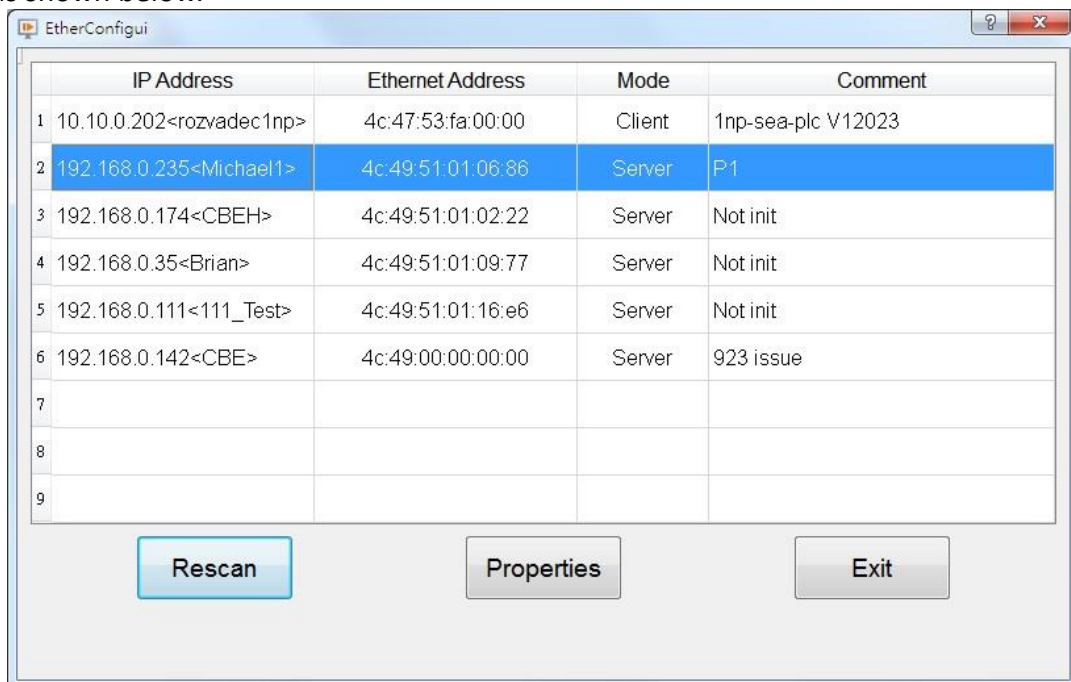 is shown below.
EtherConfigui
IP Address Ethernet Address Mode Comment
1 10.10.0.202<rozvadec1np> 4c:47:53:fa:00:00 Client 1np-sea-plc V12023
2 192.168.0.235<Michael1> 4c:49:51:01:06:86 Server P1
3 192.168.0.174<CBEH> 4c:49:51:01:02:22 Server Not init
4 192.168.0.35<Brian> 4c:49:51:01:09:77 Server Not init
5 192.168.0.111<111_Test> 4c:49:51:01:16:e6 Server Not init
6 192.168.0.142<CBE> 4c:49:00:00:00:00 Server 923 issue
7
8
9
Rescan Properties Exit